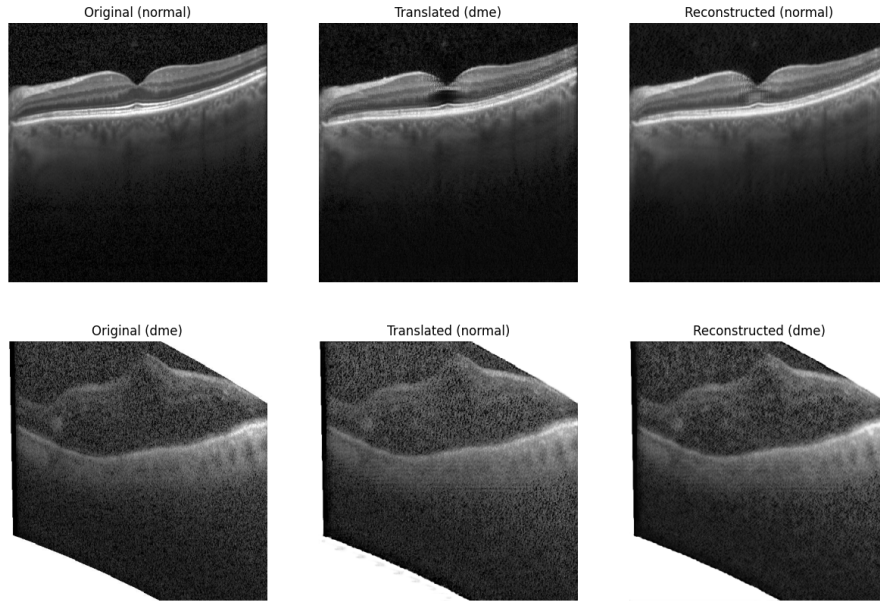 Original (normal)
Translated (dme)
Reconstructed (normal)
Original (dme)
Translated (normal)
Reconstructed (dme)